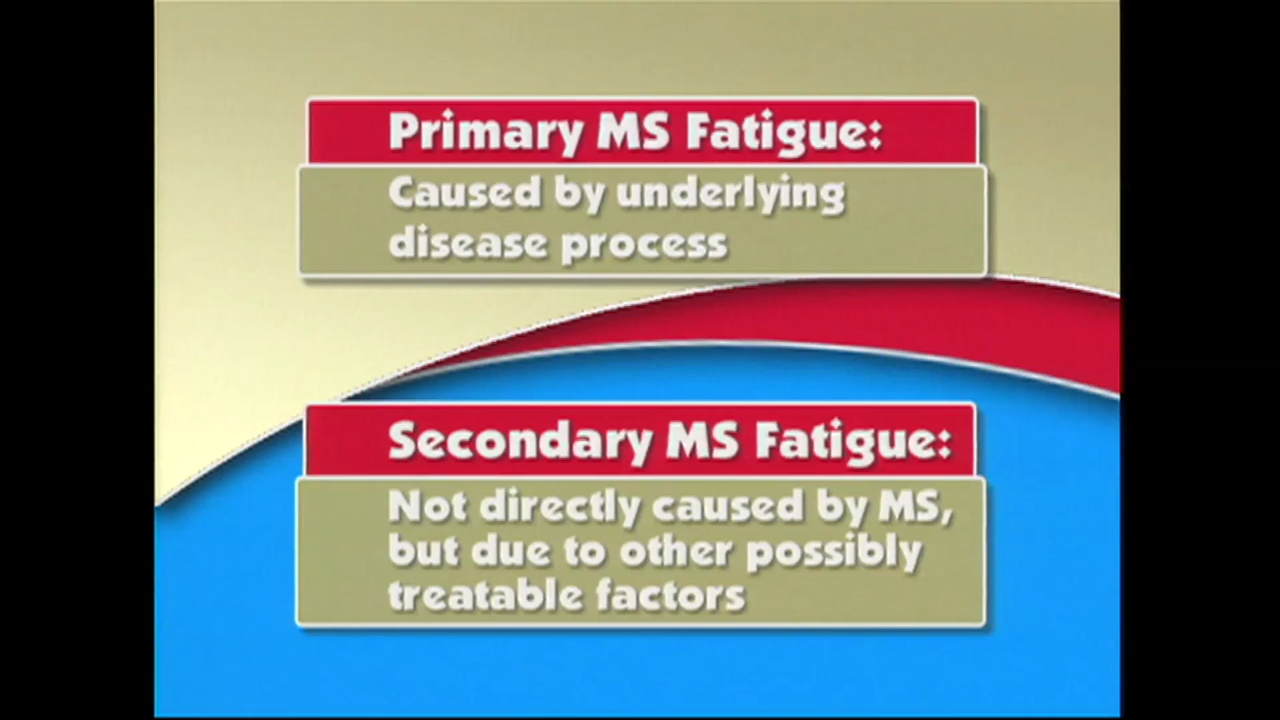 Primary MS Fatigue:
Caused by underlying
disease process
Secondary MS Fatigue:
Not directly caused by MS,
but due to other possibly
treatable factors